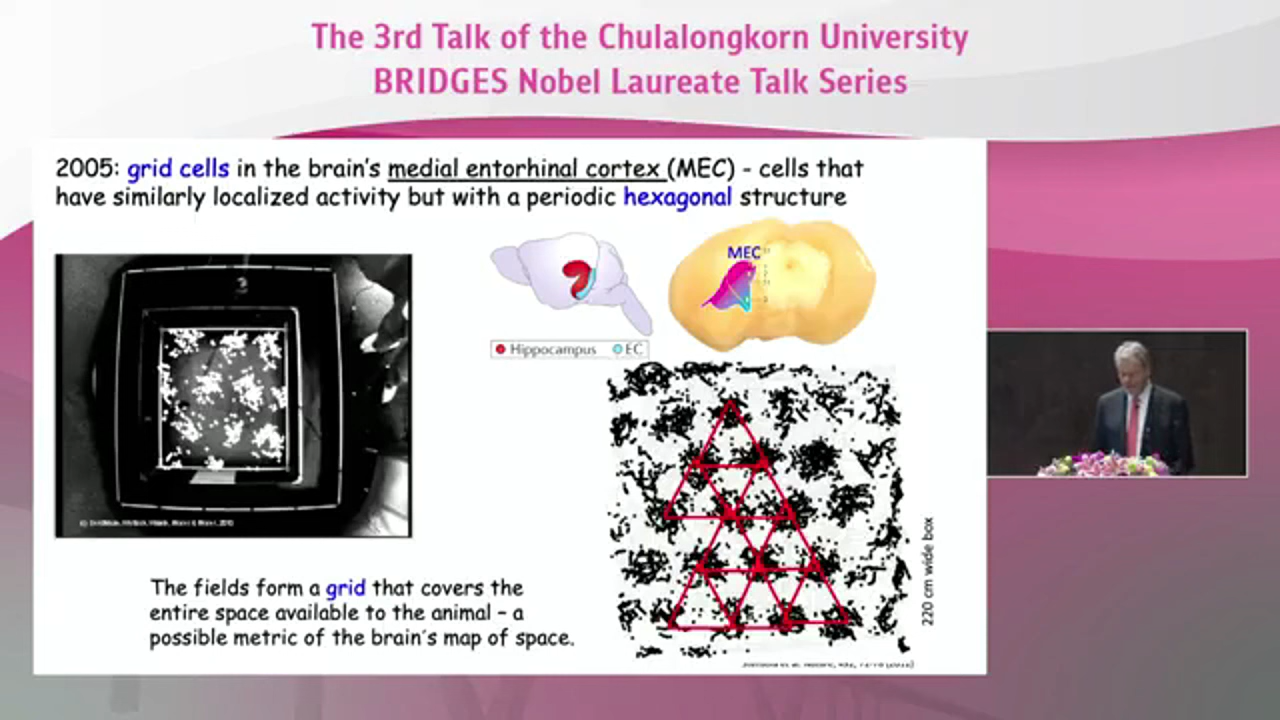 The 3rd Talk of the Chulalongkorn University
BRIDGES Nobel Laureate Talk Series
2005: grid cells in the brain's medial entorhinal cortex (MEC) - cells that
have similarly localized activity but with a periodic hexagonal structure
MEC
Hippocampus EC
220 cm wide box
The fields form a grid that covers the
entire space available to the animal – a
possible metric of the brain's map of space.